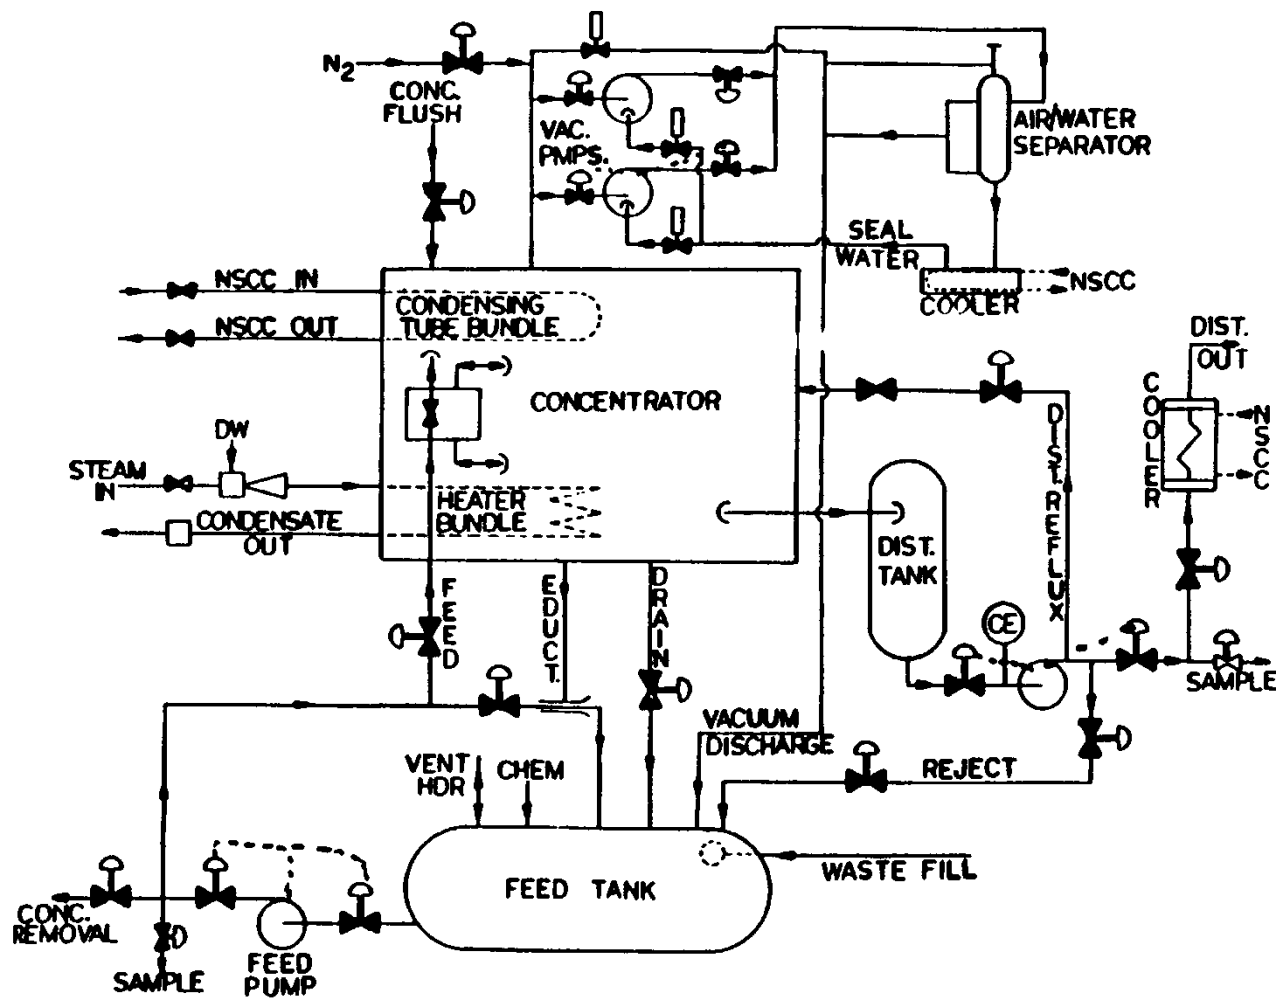 N2
CONC.
FLUSH
VAC.
PMPS.
AIR/WATER
SEPARATOR
SEAL
WATER
NSCC
COOLER
NSCC IN
NSCC OUT
CONDENSING
TUBE BUNDLE
CONCENTRATOR
DIST.
OUT
COOLER
NSCC
DW
STEAM
IN
HEATER
BUNDLE
CONDENSATE
OUT
DIST.
TANK
DIST REFLUX
CE
FEED
EDUCT.
DRAIN
SAMPLE
VACUUM
DISCHARGE
REJECT
VENT
HDR
CHEM
FEED TANK
WASTE FILL
CONC.
REMOVAL
SAMPLE
FEED
PUMP